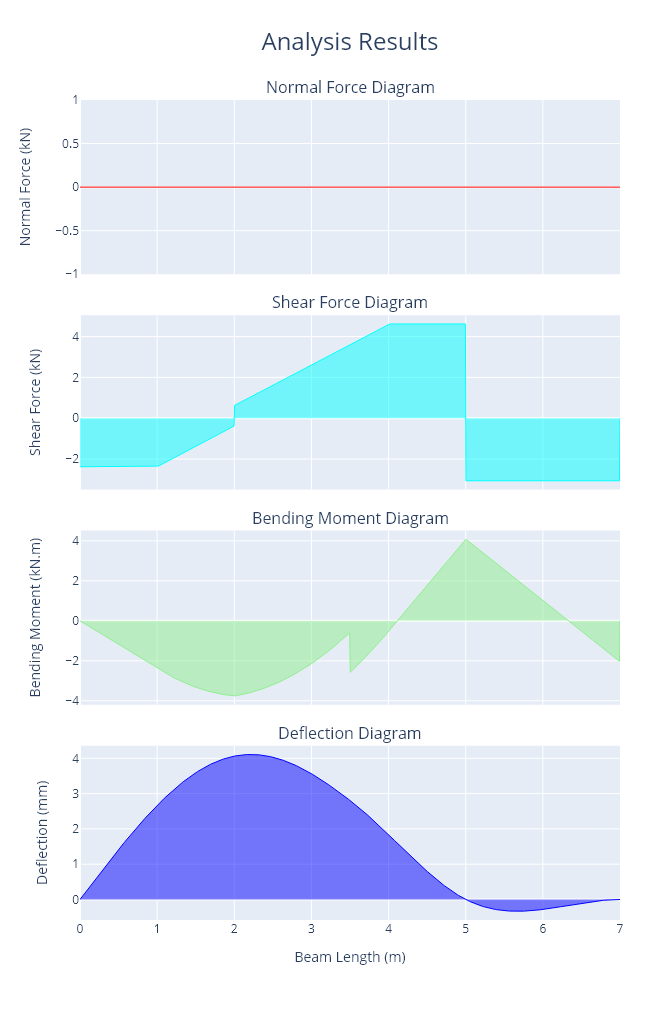 Analysis Results
Normal Force Diagram
Normal Force (kN)
1
0.5
0
−0.5
−1
Shear Force Diagram
Shear Force (kN)
4
2
0
−2
Bending Moment Diagram
Bending Moment (kN.m)
4
2
0
−2
−4
Deflection Diagram
Deflection (mm)
4
3
2
1
0
0 1 2 3 4 5 6 7
Beam Length (m)